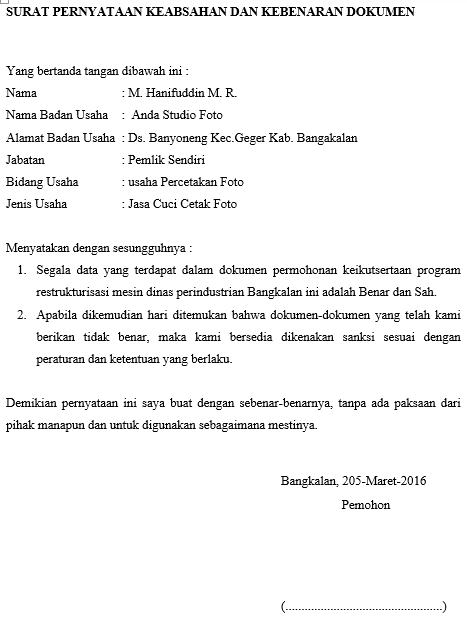 SURAT PERNYATAAN KEABSAHAN DAN KEBENARAN DOKUMEN
Yang bertanda tangan dibawah ini :
Nama : M. Hanifuddin M. R.
Nama Badan Usaha : Anda Studio Foto
Alamat Badan Usaha : Ds. Banyoneng Kec.Geger Kab. Bangakalan
Jabatan : Pemlik Sendiri
Bidang Usaha : usaha Percetakan Foto
Jenis Usaha : Jasa Cuci Cetak Foto
Menyatakan dengan sesungguhnya :
1. Segala data yang terdapat dalam dokumen permohonan keikutsertaan program
restrukturisasi mesin dinas perindustrian Bangkalan ini adalah Benar dan Sah.
2. Apabila dikemudian hari ditemukan bahwa dokumen-dokumen yang telah kami
berikan tidak benar, maka kami bersedia dikenakan sanksi sesuai dengan
peraturan dan ketentuan yang berlaku.
Demikian pernyataan ini saya buat dengan sebenar-benarnya, tanpa ada paksaan dari
pihak manapun dan untuk digunakan sebagaimana mestinya.
Bangkalan, 205-Maret-2016
Pemohon
(..................................................)